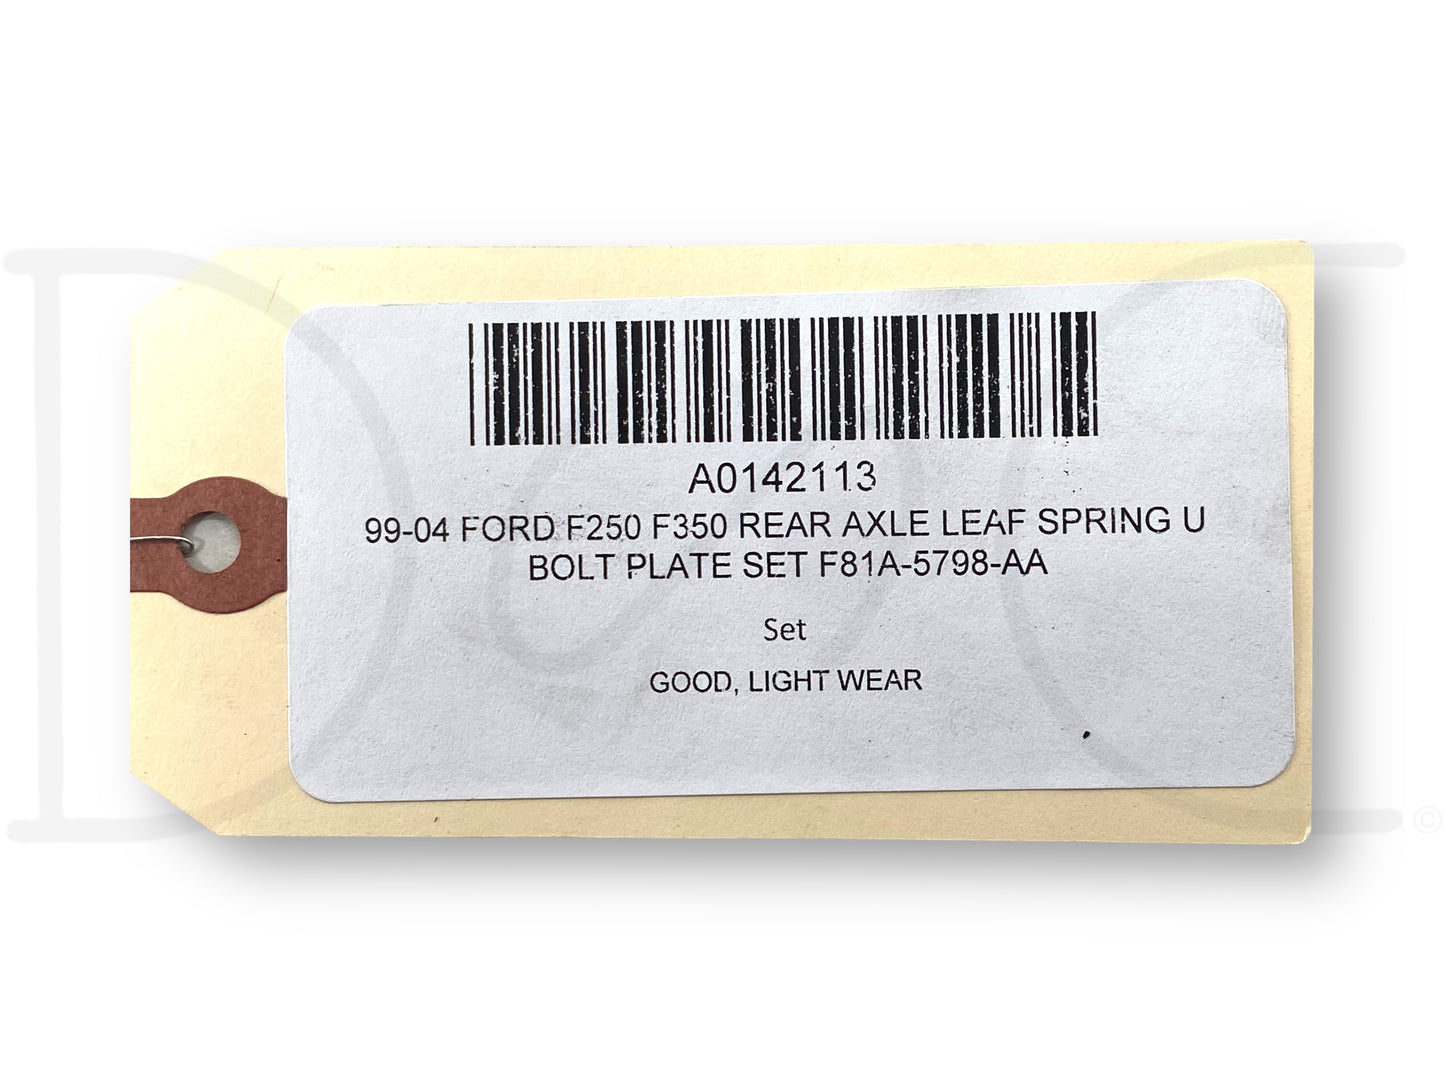 A0142113
99-04 FORD F250 F350 REAR AXLE LEAF SPRING U
BOLT PLATE SET F81A-5798-AA
Set
GOOD, LIGHT WEAR
©